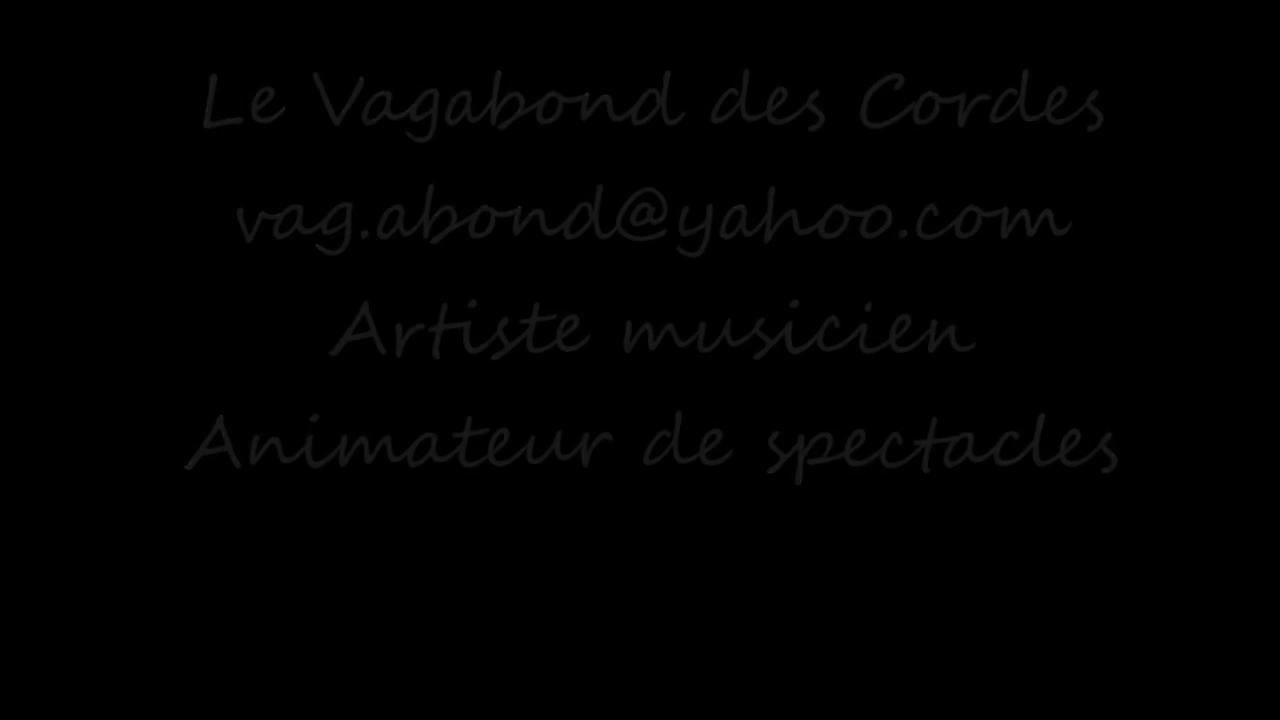 Le Vagabond des Cordes
vag.abond@yahoo.com
Artiste musicien
Animateur de spectacles